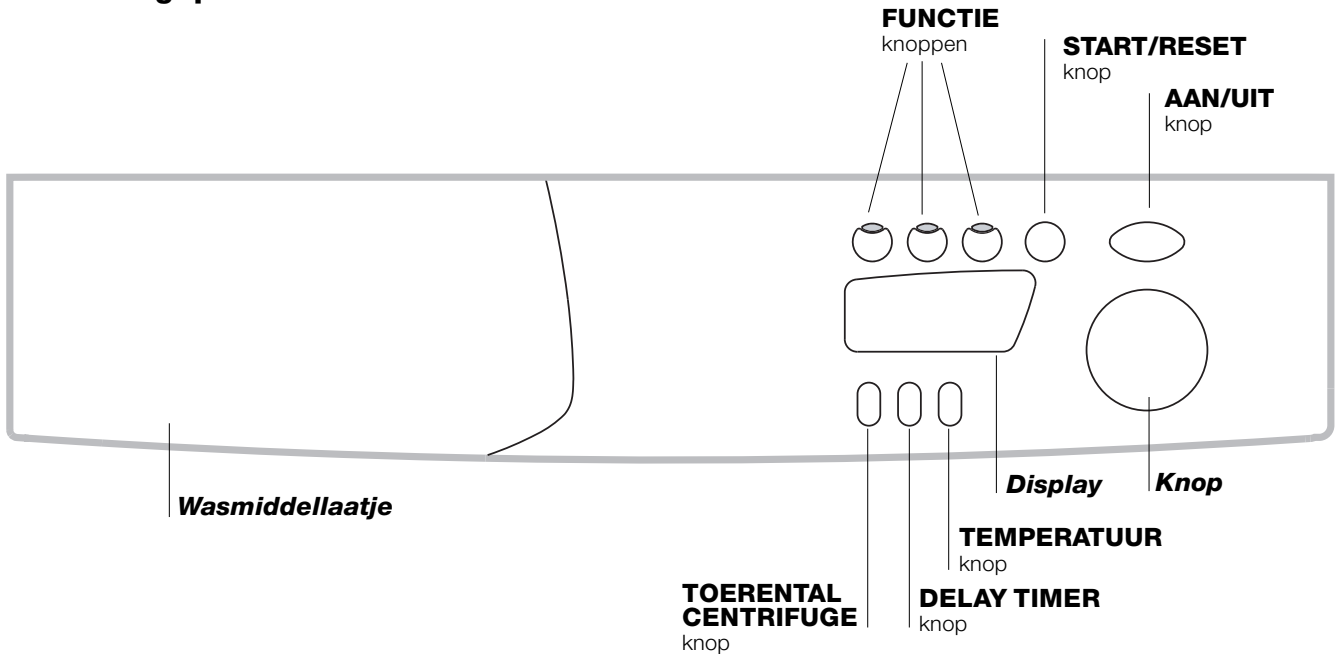 FUNCTIE
knoppen
START/RESET
knop
AAN/UIT
knop
Wasmiddellaatje
Display
Knop
TEMPERATUUR
knop
TOERENTAL
CENTRIFUGE
knop
DELAY TIMER
knop